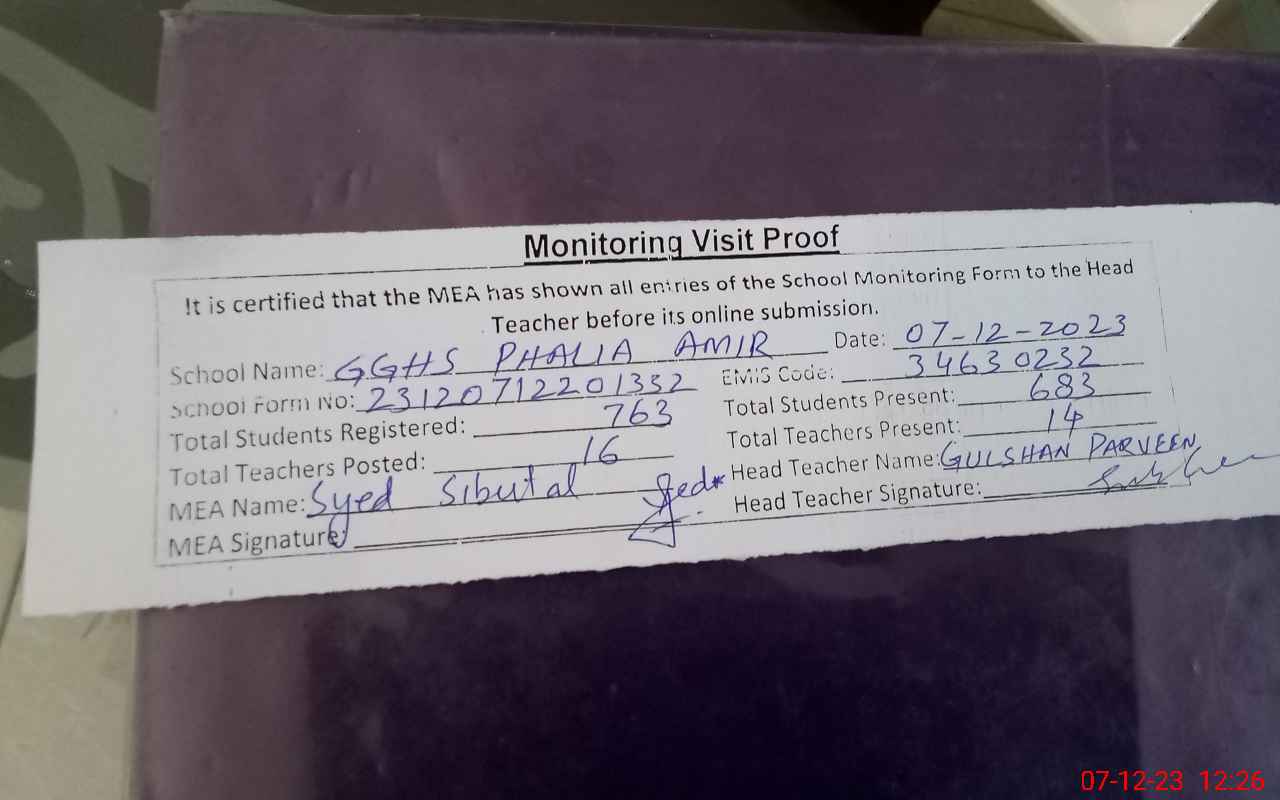 Monitoring Visit Proof
It is certified that the MEA has shown all entries of the School Monitoring Form to the Head
Teacher before its online submission.
School Name: GGHS PHALIA AMIR Date: 07-12-2023
School Form No: 231207122201332 EMIS Code: 34630232
Total Students Registered: 763 Total Students Present: 683
Total Teachers Posted: 16 Total Teachers Present: 14
MEA Name: Syed Head Teacher Name: GULSHAN PARVEEN
MEA Signature: Head Teacher Signature:
07-12-23 12:26